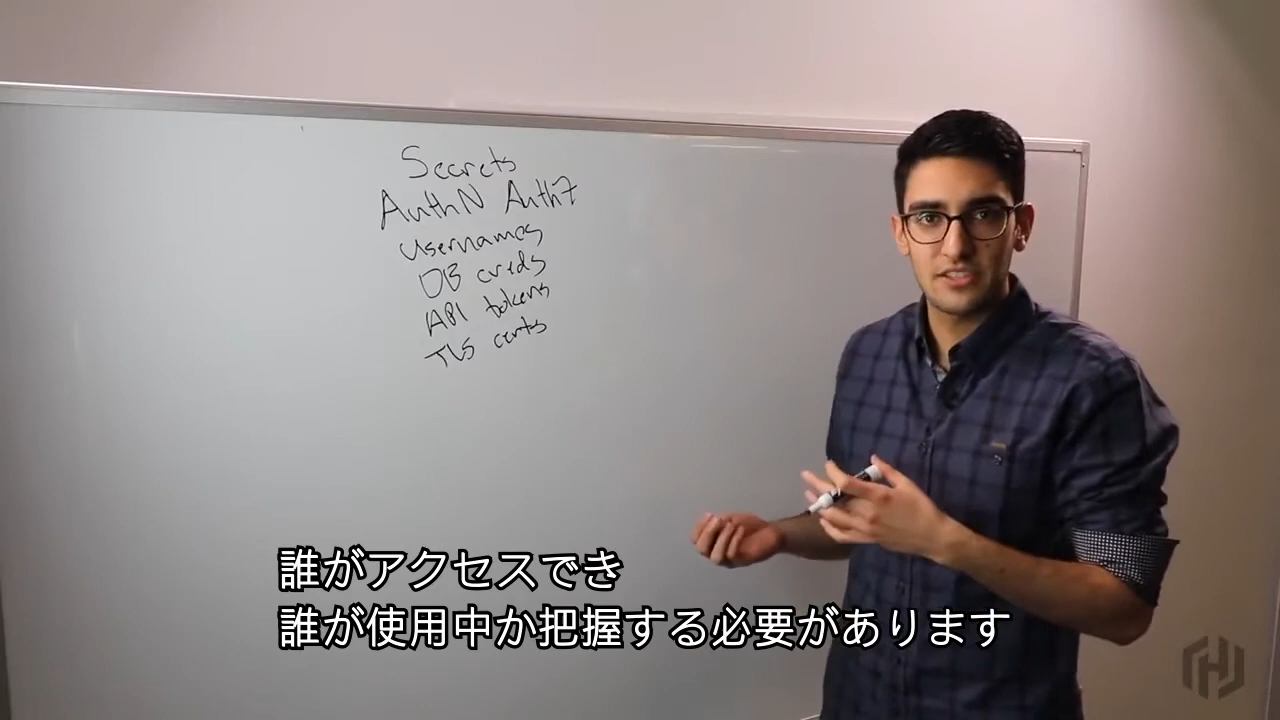 Secrets
AuthN AuthZ
Usernames
DB creds
API tokens
TLS certs
誰がアクセスでき
誰が使用中か把握する必要があります